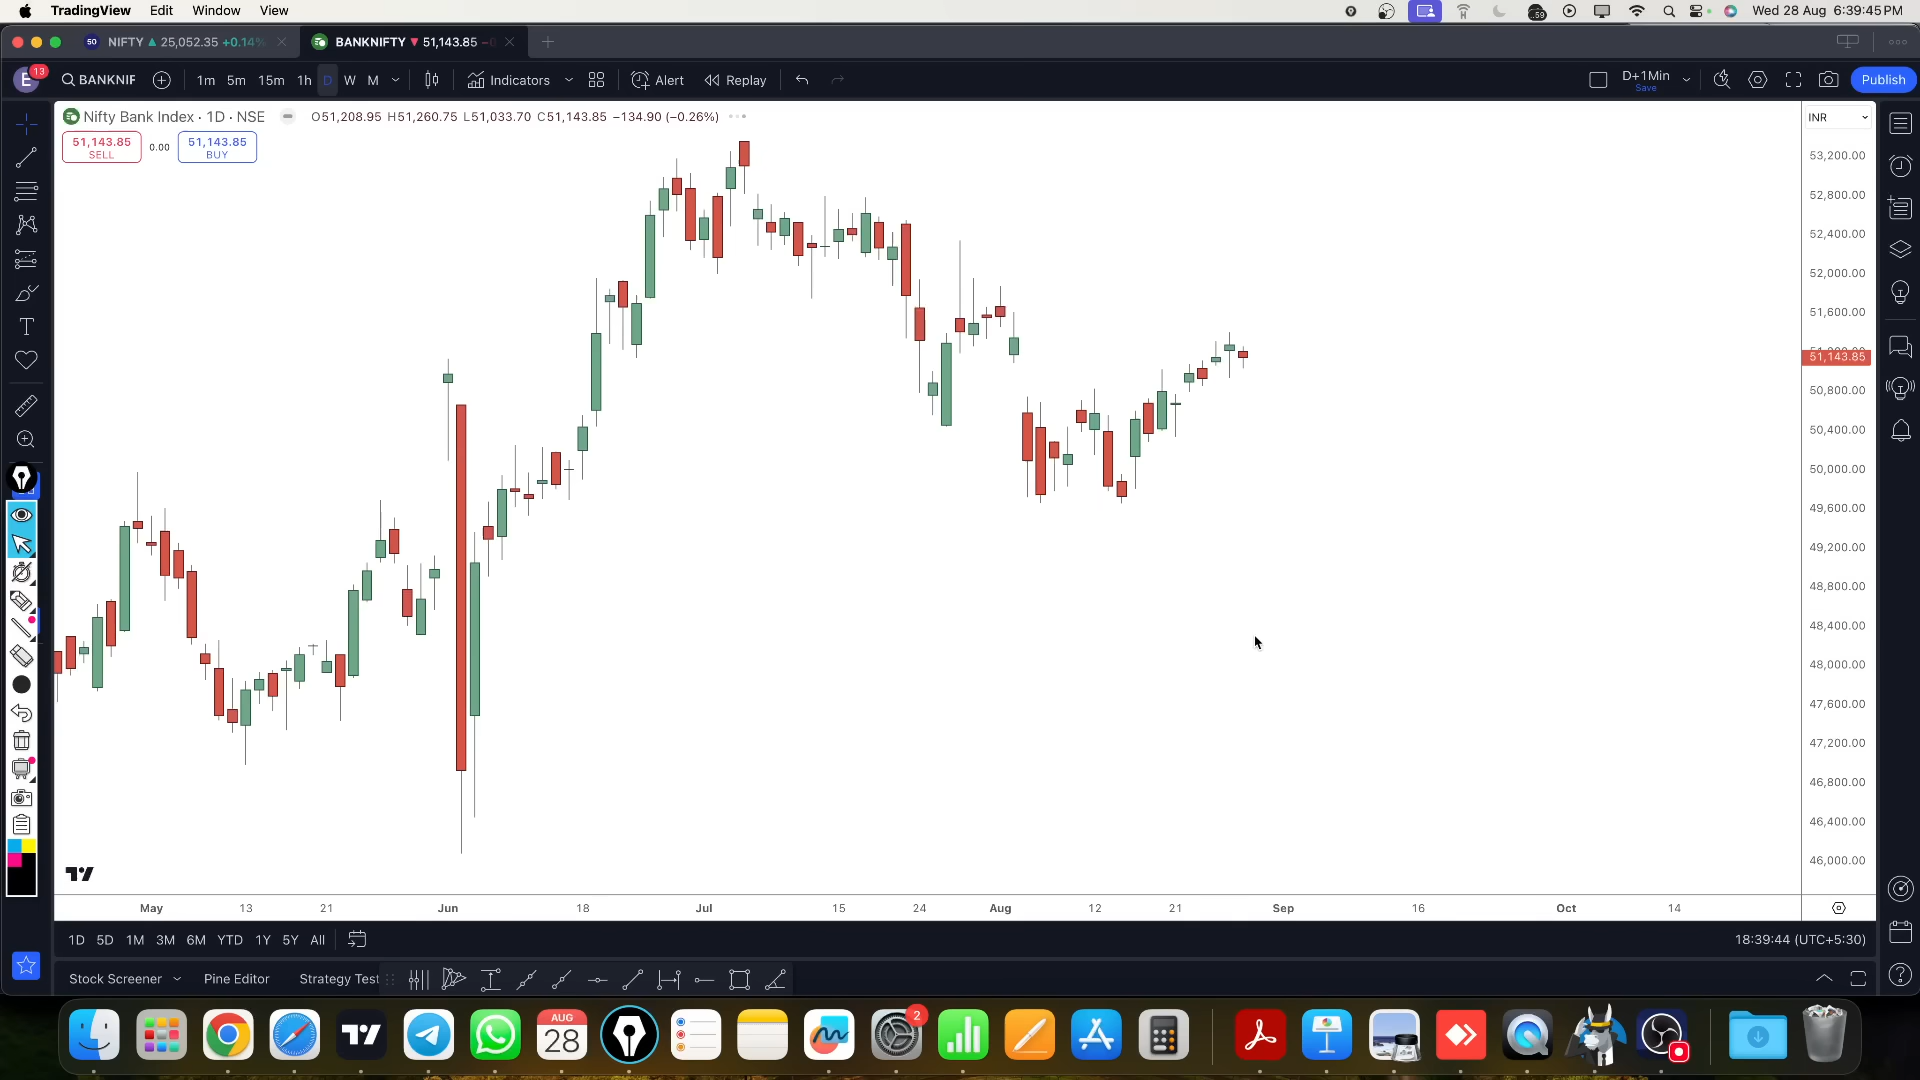 TradingView Edit Window View
.59
Wed 28 Aug 6:39:45 PM
50 NIFTY ▲ 25,052.35 +0.14%
BANKNIFTY ▼ 51,143.85
E 13
BANKNIF
1m 5m 15m 1h D W M
Indicators
Alert
Replay
D+1Min
Save
Publish
Nifty Bank Index · 1D · NSE
O51,208.95 H51,260.75 L51,033.70 C51,143.85 −134.90 (−0.26%)
INR
51,143.85
SELL
0.00
51,143.85
BUY
53,200.00
52,800.00
52,400.00
52,000.00
51,600.00
51,143.85
50,800.00
50,400.00
50,000.00
49,600.00
49,200.00
48,800.00
48,400.00
48,000.00
47,600.00
47,200.00
46,800.00
46,400.00
46,000.00
May 13 21 Jun 18 Jul 15 24 Aug 12 21 Sep 16 Oct 14
1D 5D 1M 3M 6M YTD 1Y 5Y All
18:39:44 (UTC+5:30)
Stock Screener
Pine Editor
Strategy Test
AUG
28
2